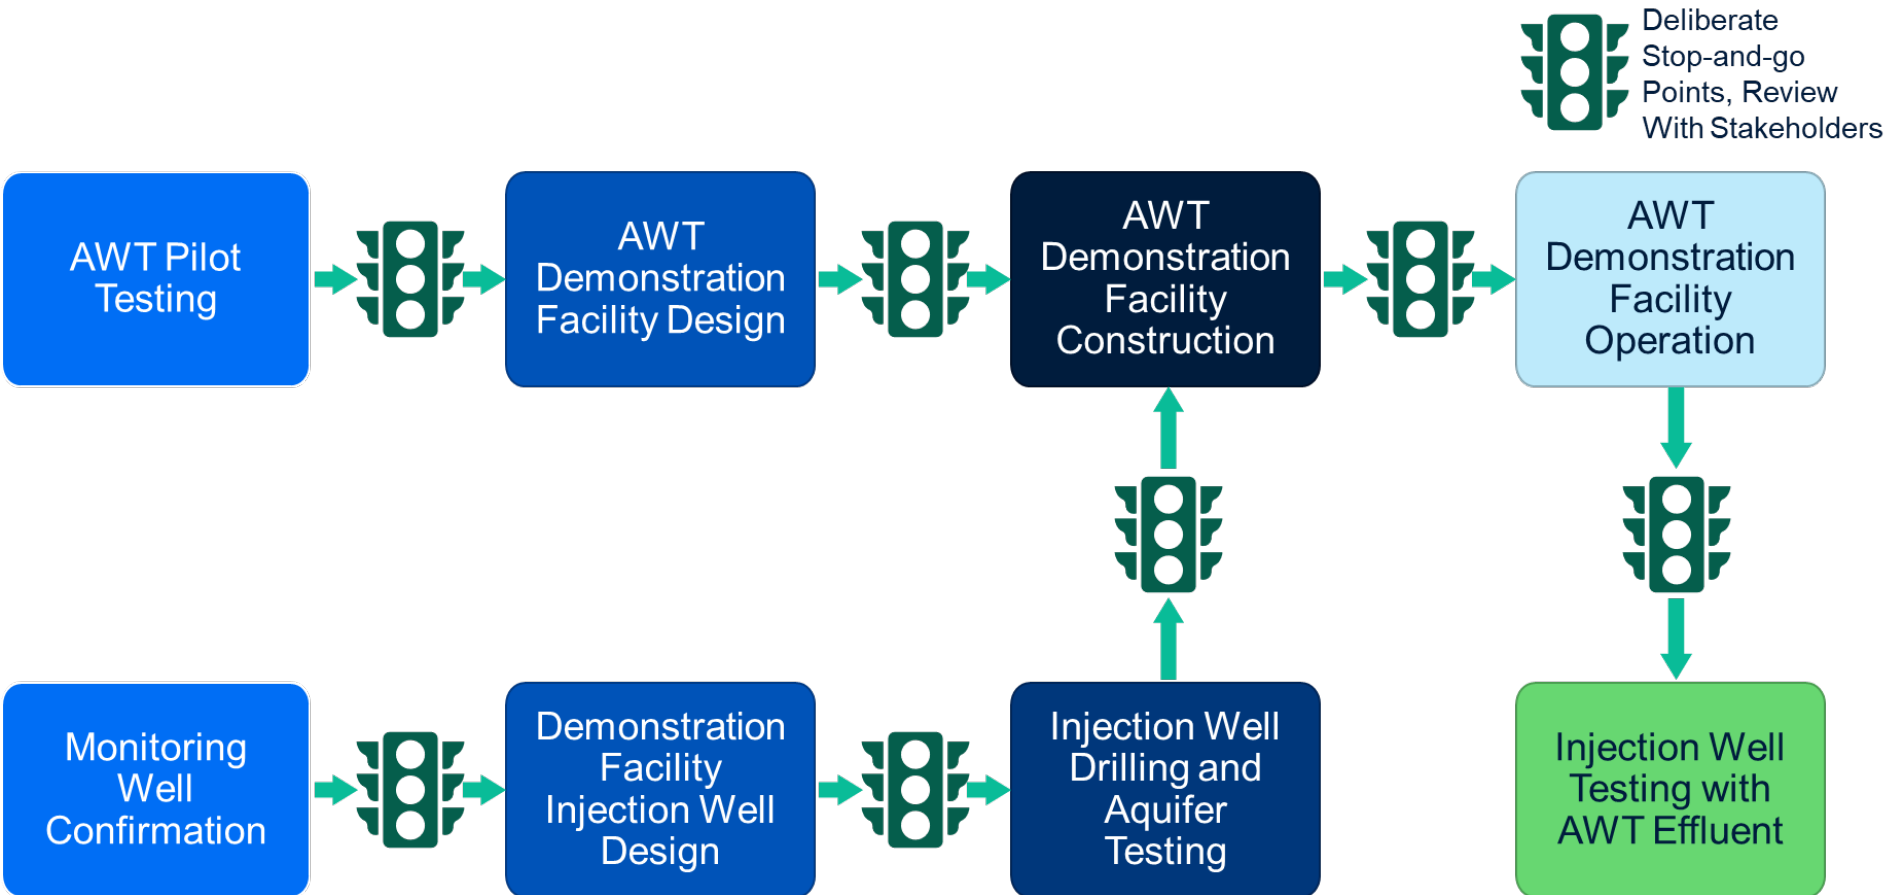 Deliberate
Stop-and-go
Points, Review
With Stakeholders
AWT Pilot
Testing
AWT
Demonstration
Facility Design
AWT
Demonstration
Facility
Construction
AWT
Demonstration
Facility
Operation
Monitoring
Well
Confirmation
Demonstration
Facility
Injection Well
Design
Injection Well
Drilling and
Aquifer
Testing
Injection Well
Testing with
AWT Effluent